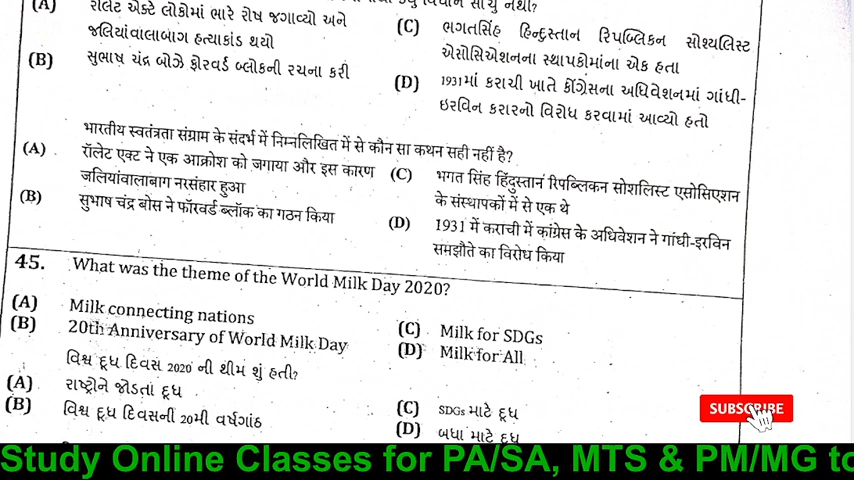 સાચું નથી?
(A) રોલેટ એક્ટે લોકોમાં ભારે રોષ જગાવ્યો અને
જલિયાંવાલાબાગ હત્યાકાંડ થયો
(B) સુભાષ ચંદ્ર બોઝે ફોરવર્ડ બ્લોકની રચના કરી
(C) ભગતસિંહ હિન્દુસ્તાન રિપબ્લિકન સોશ્યલિસ્ટ
એસોસિએશનના સ્થાપકોમાંના એક હતા
(D) 1931માં કરાચી ખાતે કોંગ્રેસના અધિવેશનમાં ગાંધી-
ઇરવિન કરારનો વિરોધ કરવામાં આવ્યો હતો
भारतीय स्वतंत्रता संग्राम के संदर्भ में निम्नलिखित में से कौन सा कथन सही नहीं है?
(A) रॉलेट एक्ट ने एक आक्रोश को जगाया और इस कारण
जलियांवालाबाग नरसंहार हुआ
(B) सुभाष चंद्र बोस ने फॉरवर्ड ब्लॉक का गठन किया
(C) भगत सिंह हिंदुस्तान रिपब्लिकन सोशलिस्ट एसोसिएशन
के संस्थापकों में से एक थे
(D) 1931 में कराची में कांग्रेस के अधिवेशन ने गांधी-इरविन
समझौते का विरोध किया
45. What was the theme of the World Milk Day 2020?
(A) Milk connecting nations
(B) 20th Anniversary of World Milk Day
(C) Milk for SDGs
(D) Milk for All
વિશ્વ દૂધ દિવસ 2020 ની થીમ શું હતી?
(A) રાષ્ટ્રોને જોડતા દૂધ
(B) વિશ્વ દૂધ દિવસની 20મી વર્ષગાંઠ
(C) SDGs માટે દૂધ
(D) બધા માટે દૂધ
SUBSCRIBE
Study Online Classes for PA/SA, MTS & PM/MG to